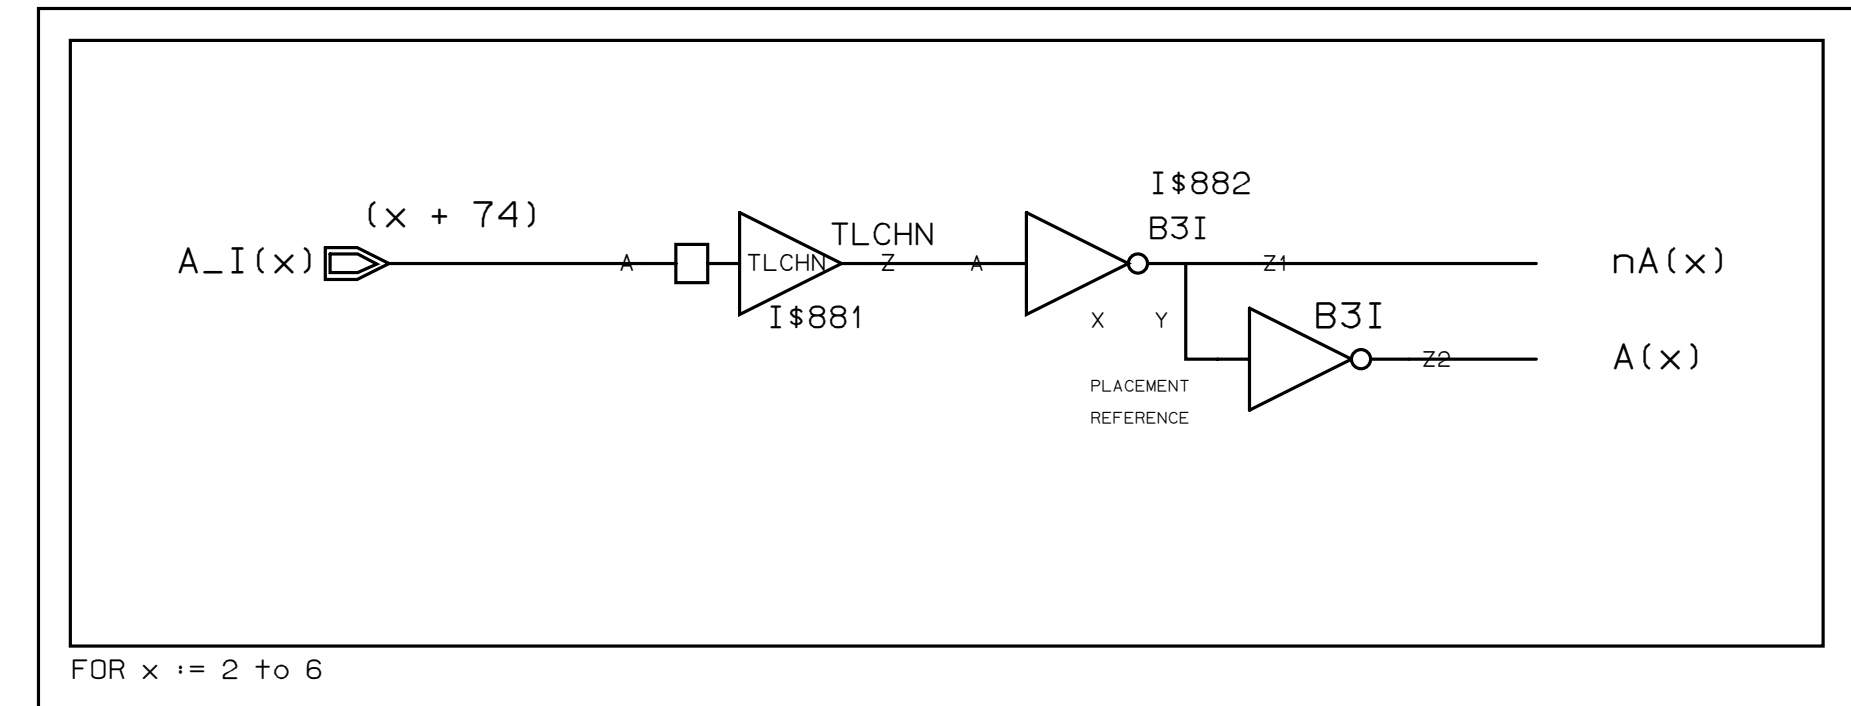 I$882
(x + 74)
B3I
TLCHN
A_I(x)
A
TLCHN
Z
A
Z1
nA(x)
I$881
X
Y
B3I
Z2
A(x)
PLACEMENT
REFERENCE
FOR x := 2 to 6